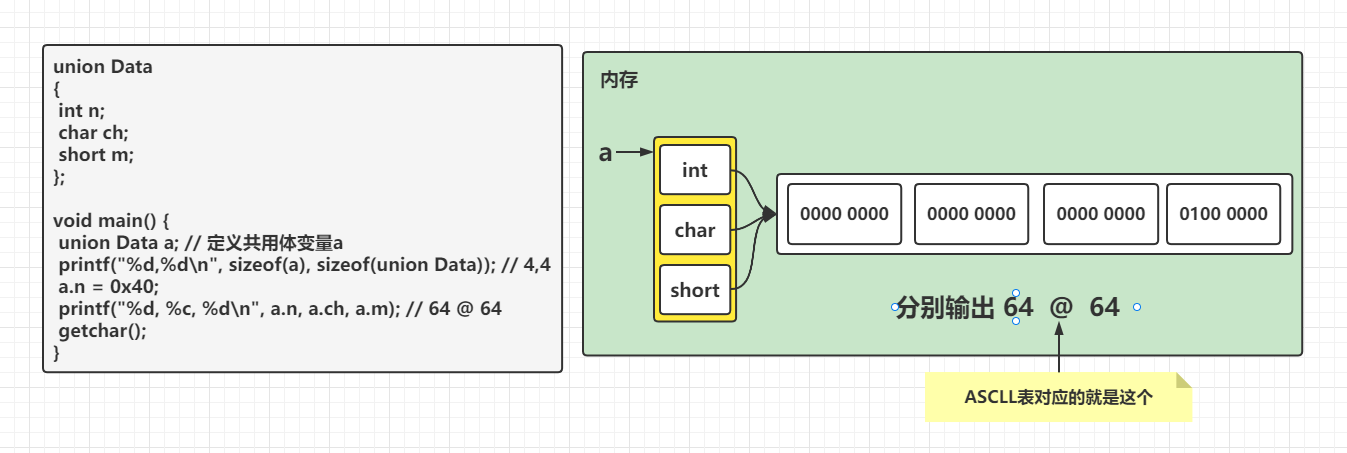 union Data
{
int n;
char ch;
short m;
};
void main() {
union Data a; // 定义共用体变量a
printf("%d,%d\n", sizeof(a), sizeof(union Data)); // 4,4
a.n = 0x40;
printf("%d, %c, %d\n", a.n, a.ch, a.m); // 64 @ 64
getchar();
}
内存
a
int
char
short
0000 0000
0000 0000
0000 0000
0100 0000
分别输出 64 @ 64
ASCLL表对应的就是这个